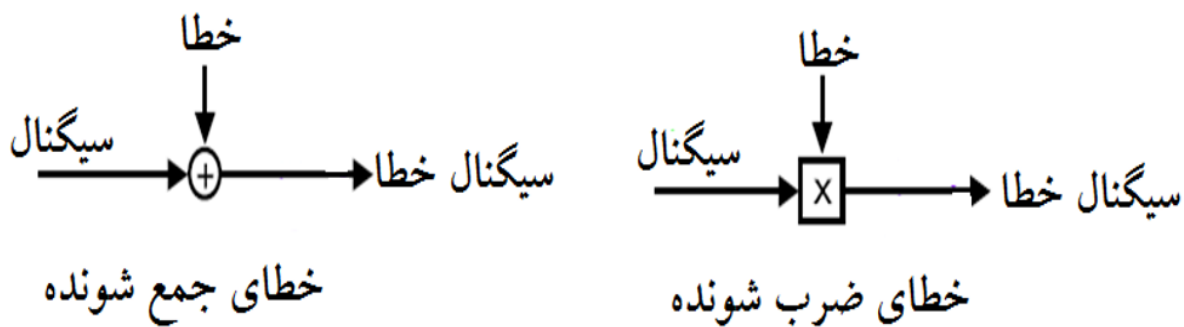 خطا
سیگنال
+
سیگنال خطا
خطای جمع شونده
خطا
سیگنال
X
سیگنال خطا
خطای ضرب شونده